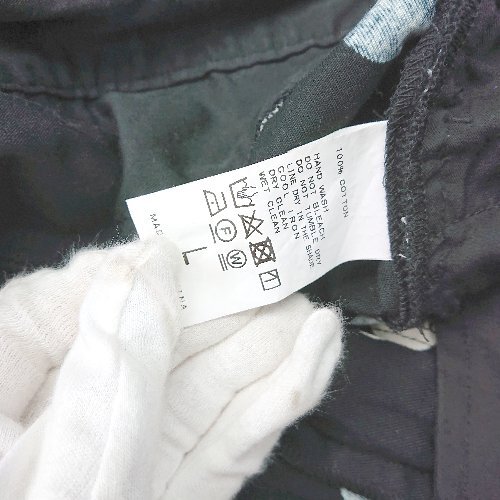 100% COTTON
HAND WASH
DO NOT BLEACH
DO NOT TUMBLE DRY
LINE DRY IN THE SHADE
COOL IRON
DRY CLEAN
WET CLEAN
F
W
L